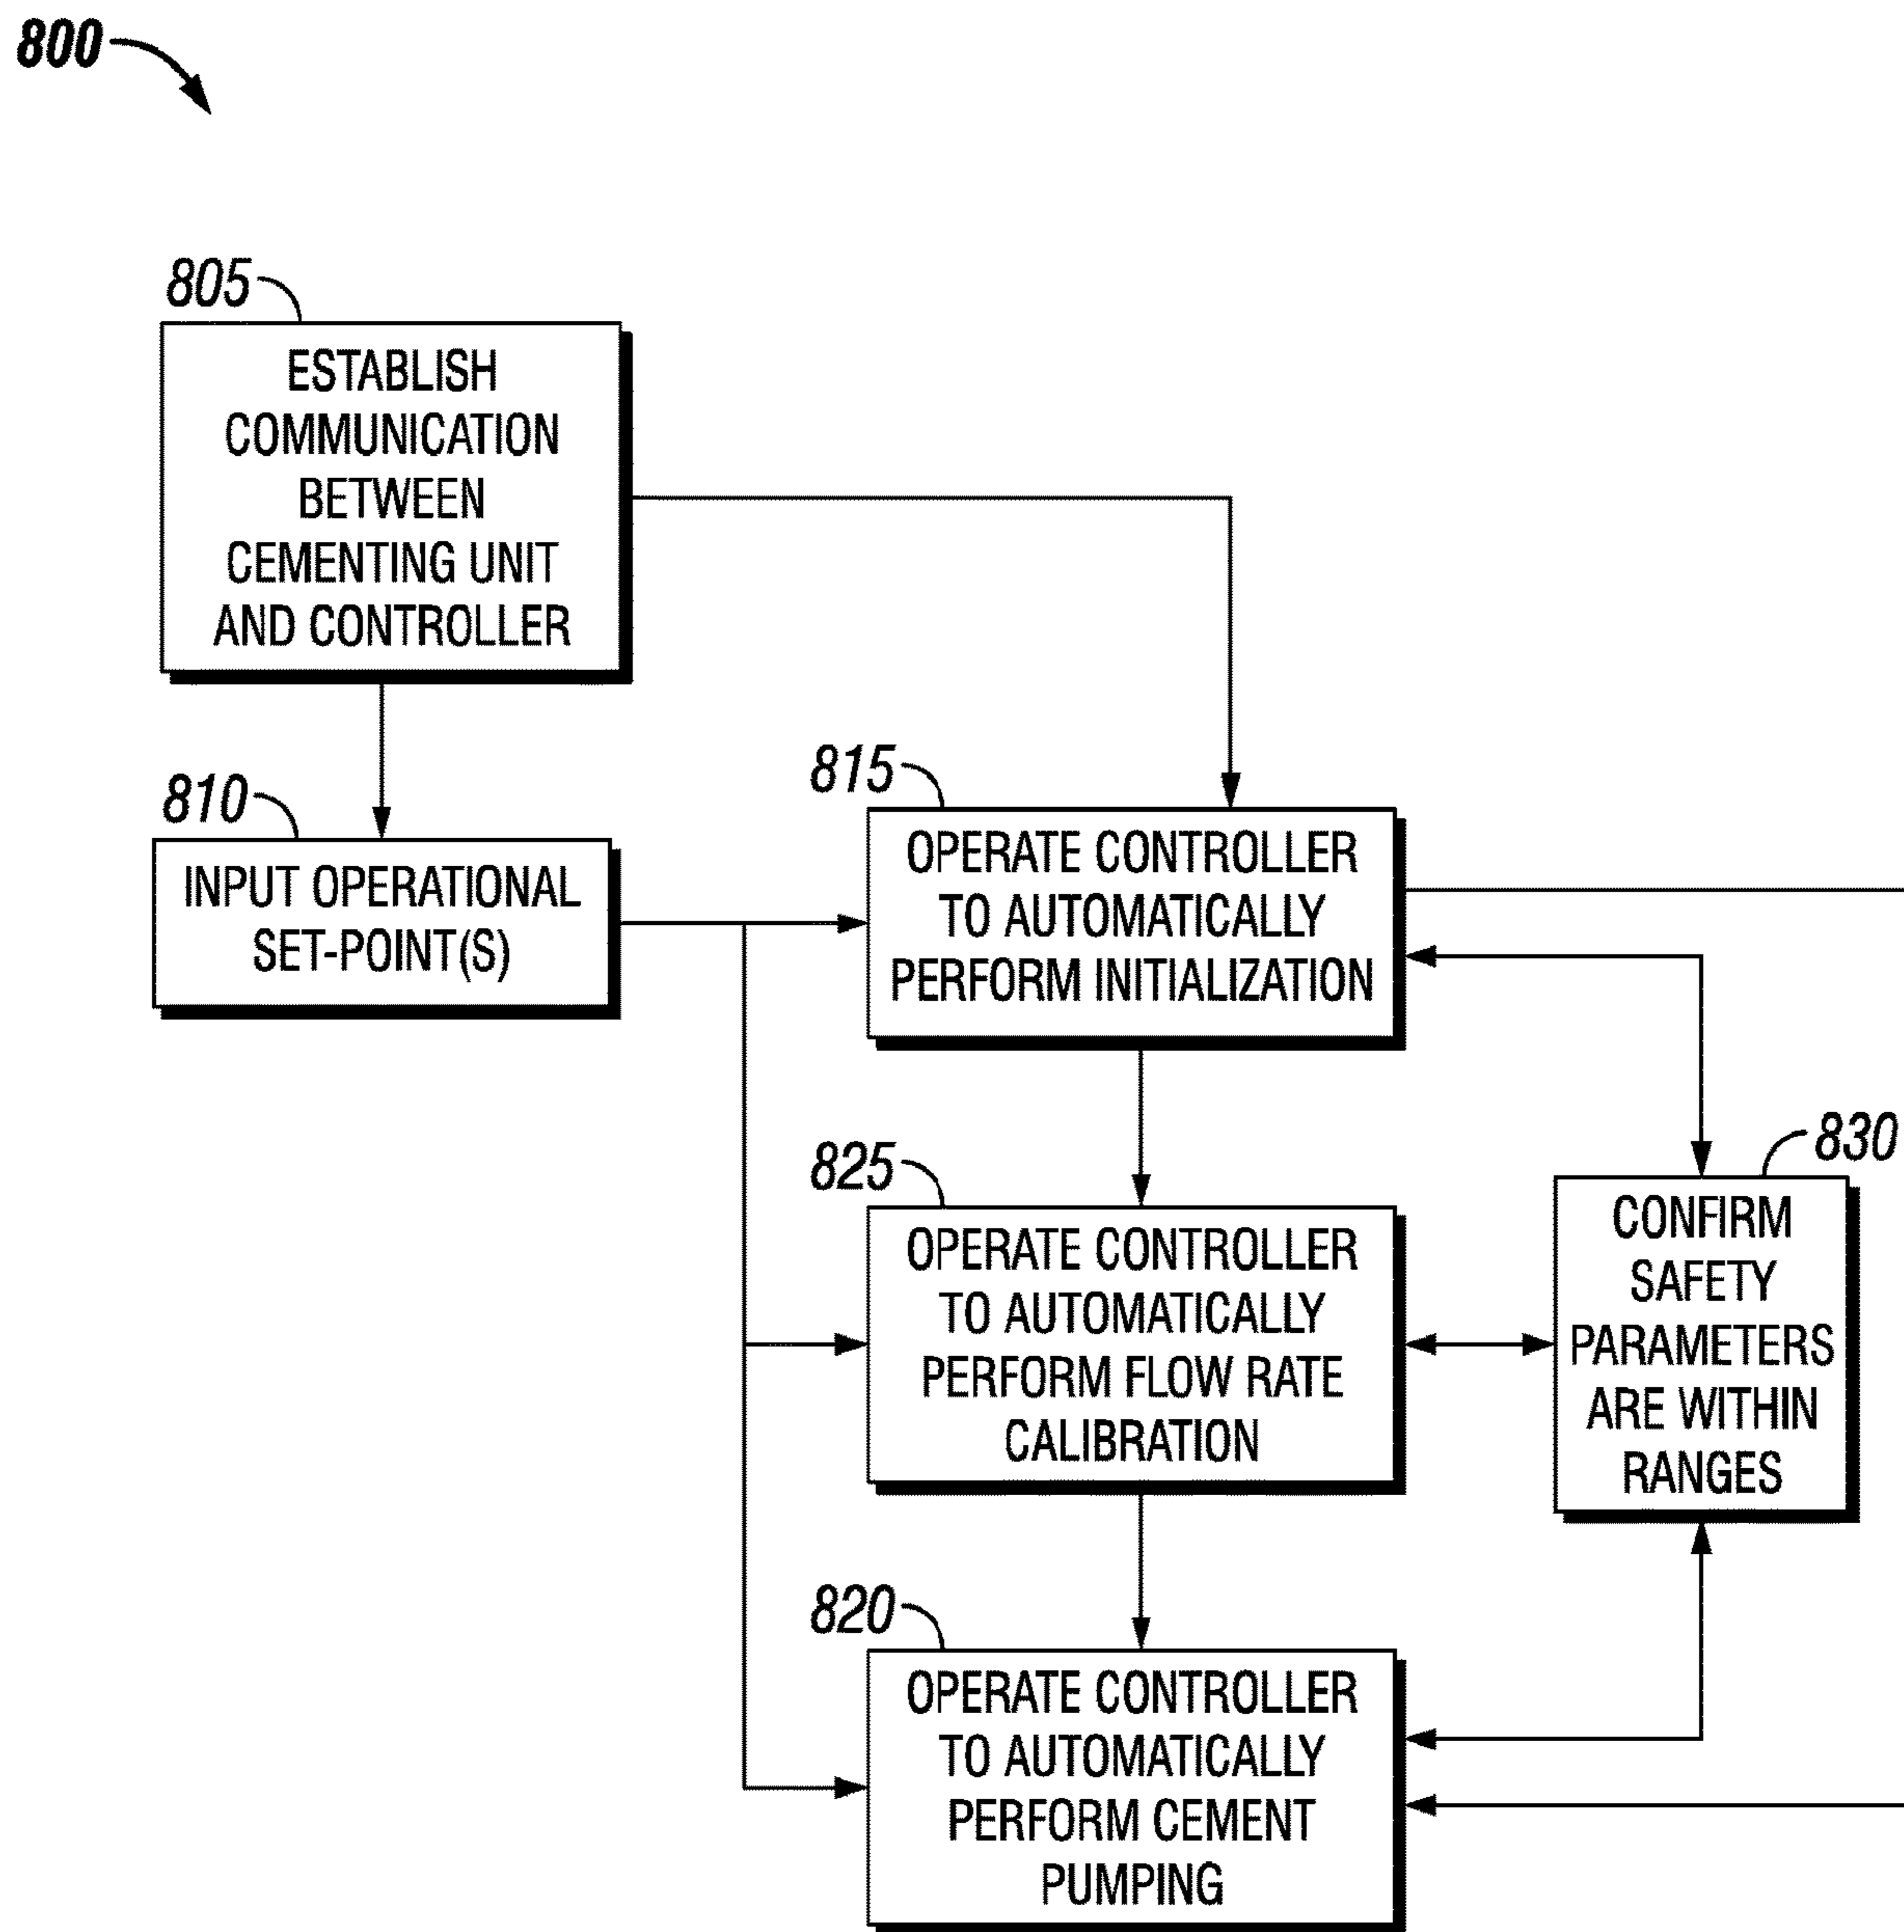 800
805
ESTABLISH
COMMUNICATION
BETWEEN
CEMENTING UNIT
AND CONTROLLER
810
INPUT OPERATIONAL
SET-POINT(S)
815
OPERATE CONTROLLER
TO AUTOMATICALLY
PERFORM INITIALIZATION
825
OPERATE CONTROLLER
TO AUTOMATICALLY
PERFORM FLOW RATE
CALIBRATION
830
CONFIRM
SAFETY
PARAMETERS
ARE WITHIN
RANGES
820
OPERATE CONTROLLER
TO AUTOMATICALLY
PERFORM CEMENT
PUMPING